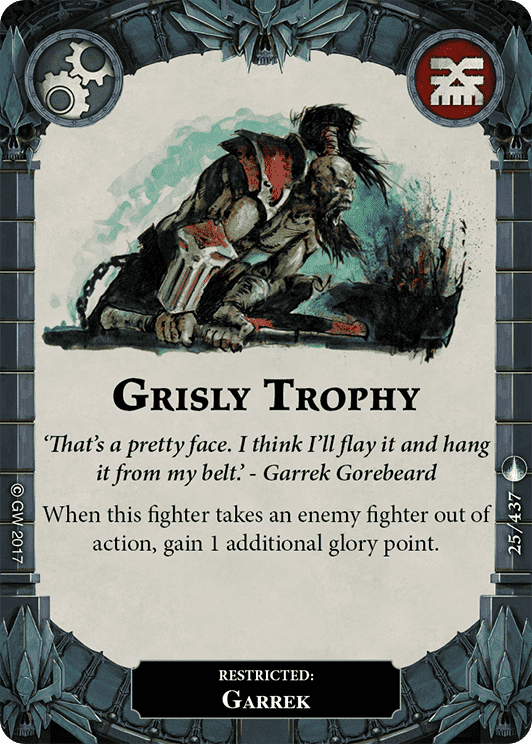 GRISLY TROPHY
‘That’s a pretty face. I think I’ll flay it and hang
it from my belt.’ - Garrek Gorebeard
When this fighter takes an enemy fighter out of
action, gain 1 additional glory point.
© GW 2017
25/437
RESTRICTED:
GARREK